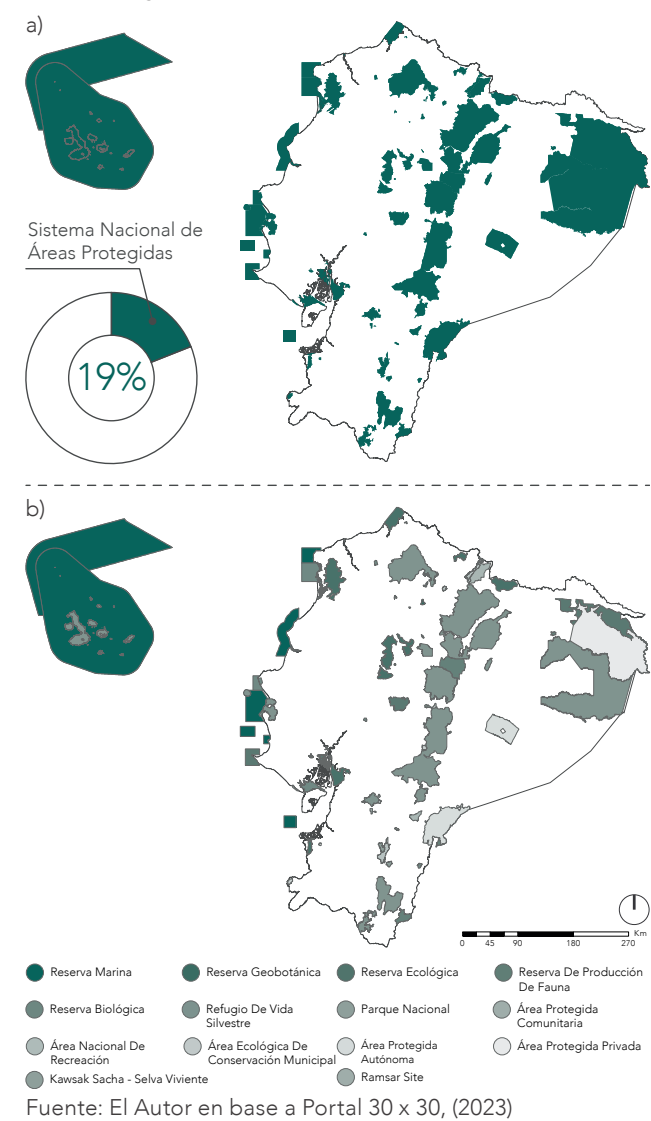 a)
Sistema Nacional de
Áreas Protegidas
19%
b)
Km
0 45 90 180 270
Reserva Marina
Reserva Geobotánica
Reserva Ecológica
Reserva De Producción
De Fauna
Reserva Biológica
Refugio De Vida
Silvestre
Parque Nacional
Área Protegida
Comunitaria
Área Nacional De
Recreación
Área Ecológica De
Conservación Municipal
Área Protegida
Autónoma
Área Protegida Privada
Kawsak Sacha - Selva Viviente
Ramsar Site
Fuente: El Autor en base a Portal 30 x 30, (2023)